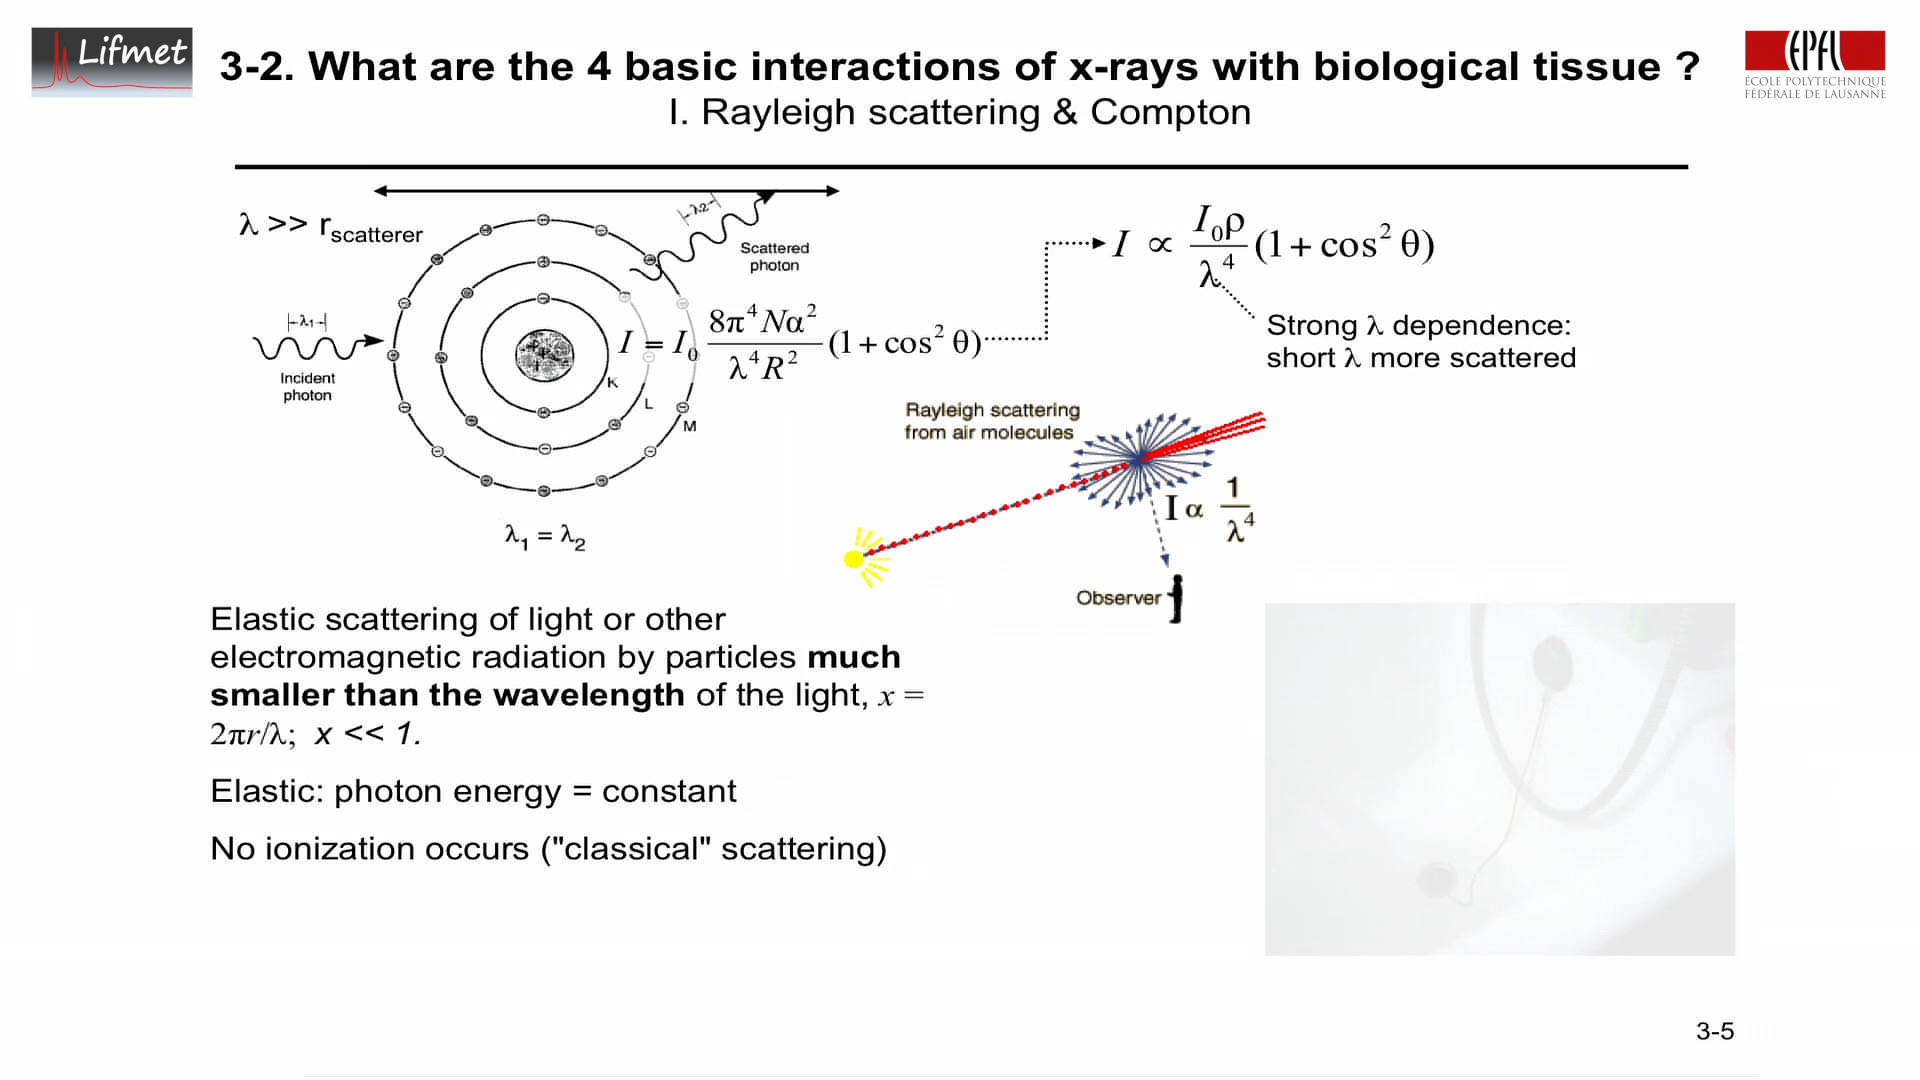 Lifmet
3-2. What are the 4 basic interactions of x-rays with biological tissue ?
I. Rayleigh scattering & Compton
EPFL
ÉCOLE POLYTECHNIQUE
FÉDÉRALE DE LAUSANNE
λ >> r_scatterer
λ2
Scattered
photon
λ1
Incident
photon
K
L
M
λ₁ = λ₂
I = I₀ 8π⁴Nα² / λ⁴R² (1 + cos² θ)
I ∝ I₀ρ / λ⁴ (1 + cos² θ)
Strong λ dependence:
short λ more scattered
Rayleigh scattering
from air molecules
I α 1 / λ⁴
Observer
Elastic scattering of light or other
electromagnetic radiation by particles much
smaller than the wavelength of the light, x =
2πr/λ; x << 1.
Elastic: photon energy = constant
No ionization occurs ("classical" scattering)
3-5